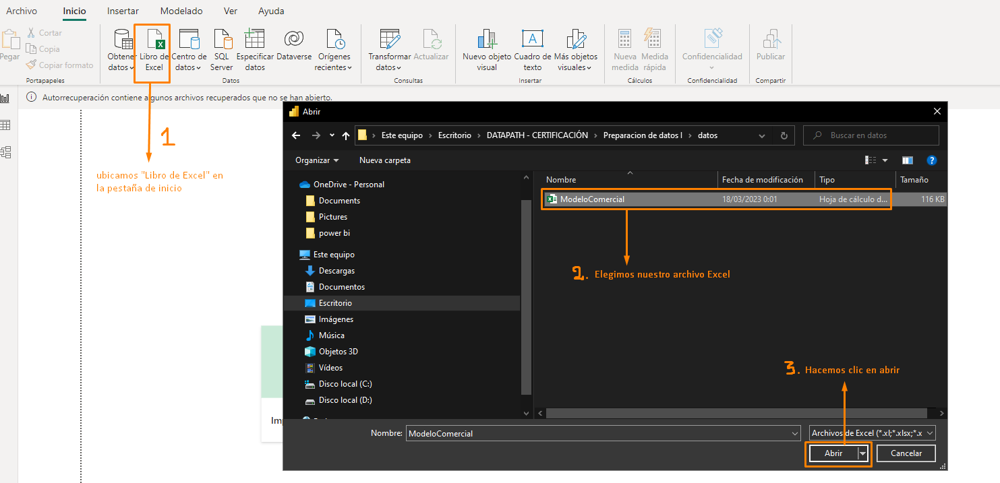 Archivo Inicio Insertar Modelado Ver Ayuda
Pegar
Cortar
Copia
Copiar formato
Portapapeles
Obtener datos
Libro de Excel
Centro de datos
SQL Server
Especificar datos
Dataverse
Orígenes recientes
Datos
Transformar datos
Actualizar
Consultas
Nuevo objeto visual
Cuadro de texto
Más objetos visuales
Insertar
Nueva medida
Medida rápida
Cálculos
Confidencialidad
Confidencialidad
Publicar
Compartir
Autorrecuperación contiene algunos archivos recuperados que no se han abierto.
1
ubicamos "Libro de Excel" en
la pestaña de inicio
Abrir
Este equipo > Escritorio > DATAPATH - CERTIFICACIÓN > Preparacion de datos I > datos
Buscar en datos
Organizar Nueva carpeta
OneDrive - Personal
Documents
Pictures
power bi
Este equipo
Descargas
Documentos
Escritorio
Imágenes
Música
Objetos 3D
Vídeos
Disco local (C:)
Disco local (D:)
Nombre Fecha de modificación Tipo Tamaño
ModeloComercial 18/03/2023 0:01 Hoja de cálculo d... 116 KB
2. Elegimos nuestro archivo Excel
3. Hacemos clic en abrir
Nombre: ModeloComercial
Archivos de Excel (*.xl;*.xlsx;*.x
Abrir Cancelar